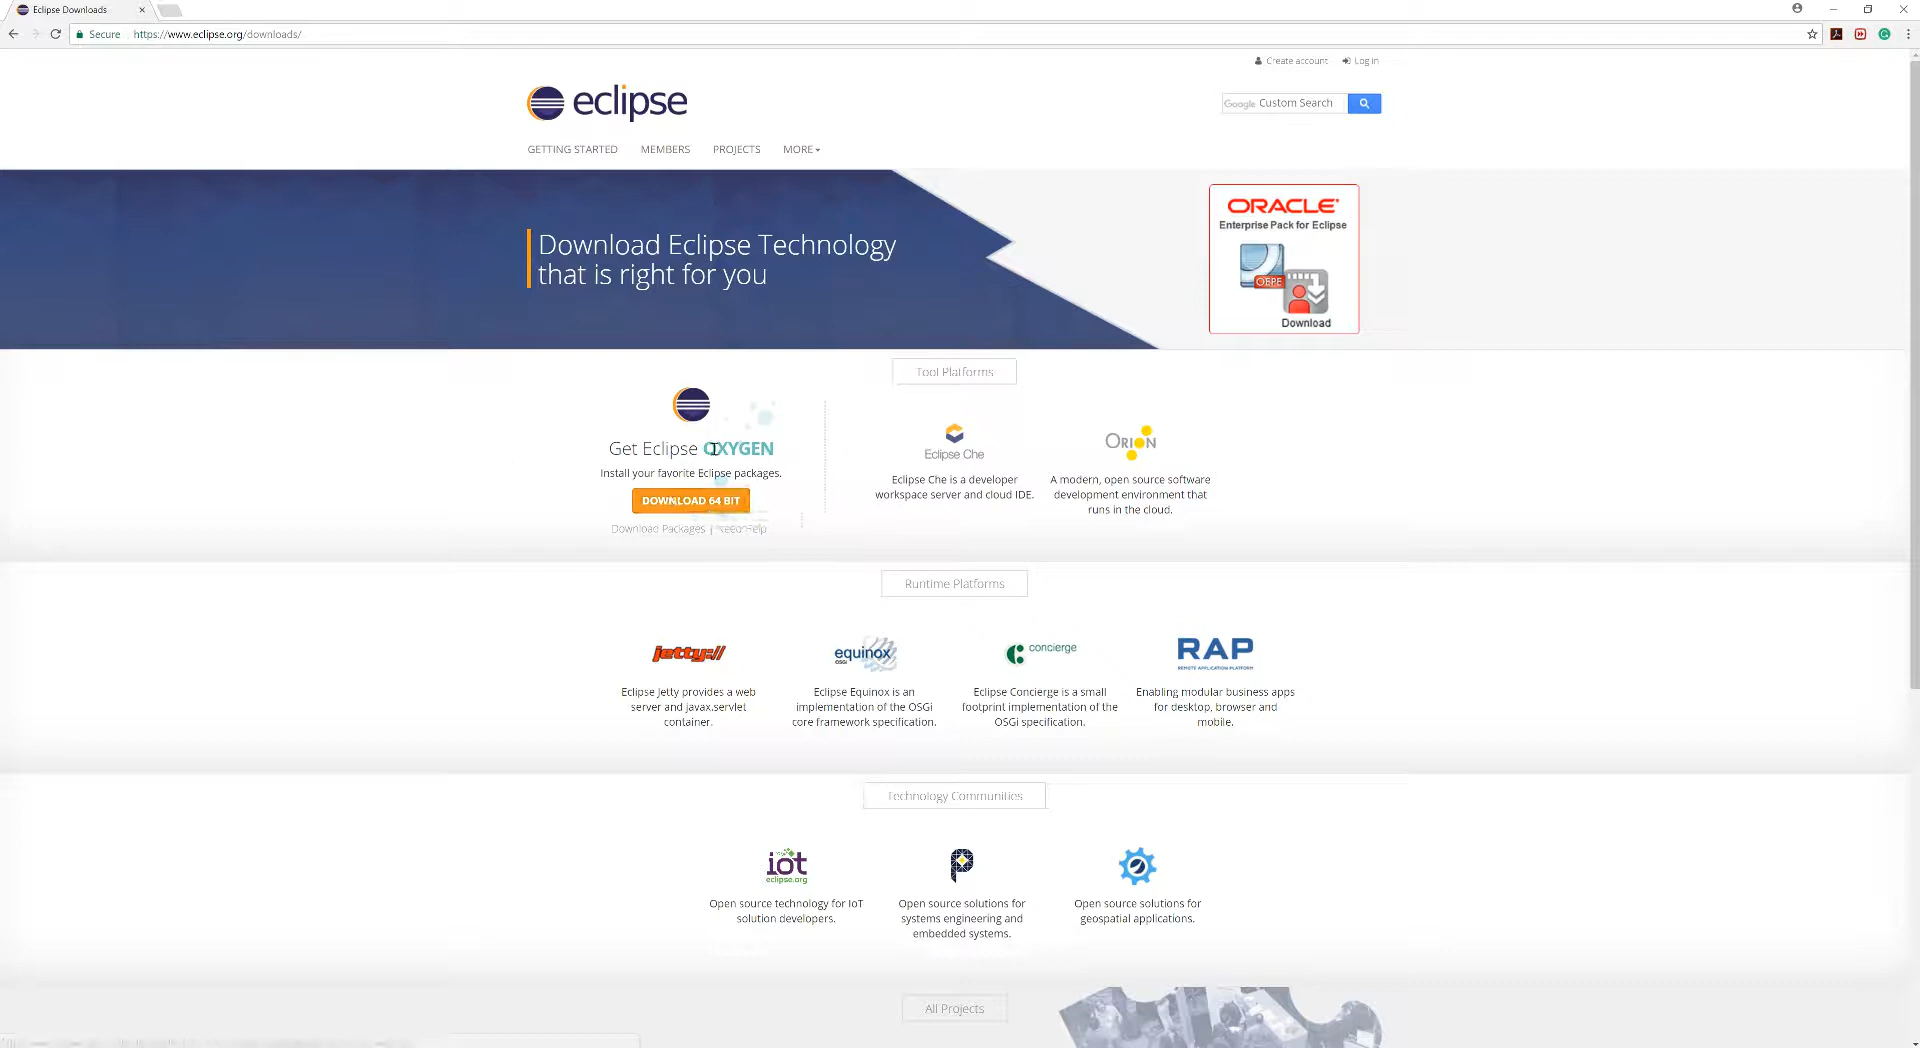 Eclipse Downloads
Secure https://www.eclipse.org/downloads/
Create account Log in
eclipse
Google Custom Search
GETTING STARTED MEMBERS PROJECTS MORE
Download Eclipse Technology
that is right for you
ORACLE
Enterprise Pack for Eclipse
OEPE
Download
Tool Platforms
Get Eclipse OXYGEN
Install your favorite Eclipse packages.
DOWNLOAD 64 BIT
Download Packages | Need Help
Eclipse Che
Eclipse Che is a developer
workspace server and cloud IDE.
ORION
A modern, open source software
development environment that
runs in the cloud.
Runtime Platforms
jetty://
Eclipse Jetty provides a web
server and javax.servlet
container.
equinox
OSGi
Eclipse Equinox is an
implementation of the OSGi
core framework specification.
concierge
Eclipse Concierge is a small
footprint implementation of the
OSGi specification.
RAP
REMOTE APPLICATION PLATFORM
Enabling modular business apps
for desktop, browser and
mobile.
Technology Communities
iot
eclipse.org
Open source technology for IoT
solution developers.
Open source solutions for
systems engineering and
embedded systems.
Open source solutions for
geospatial applications.
All Projects